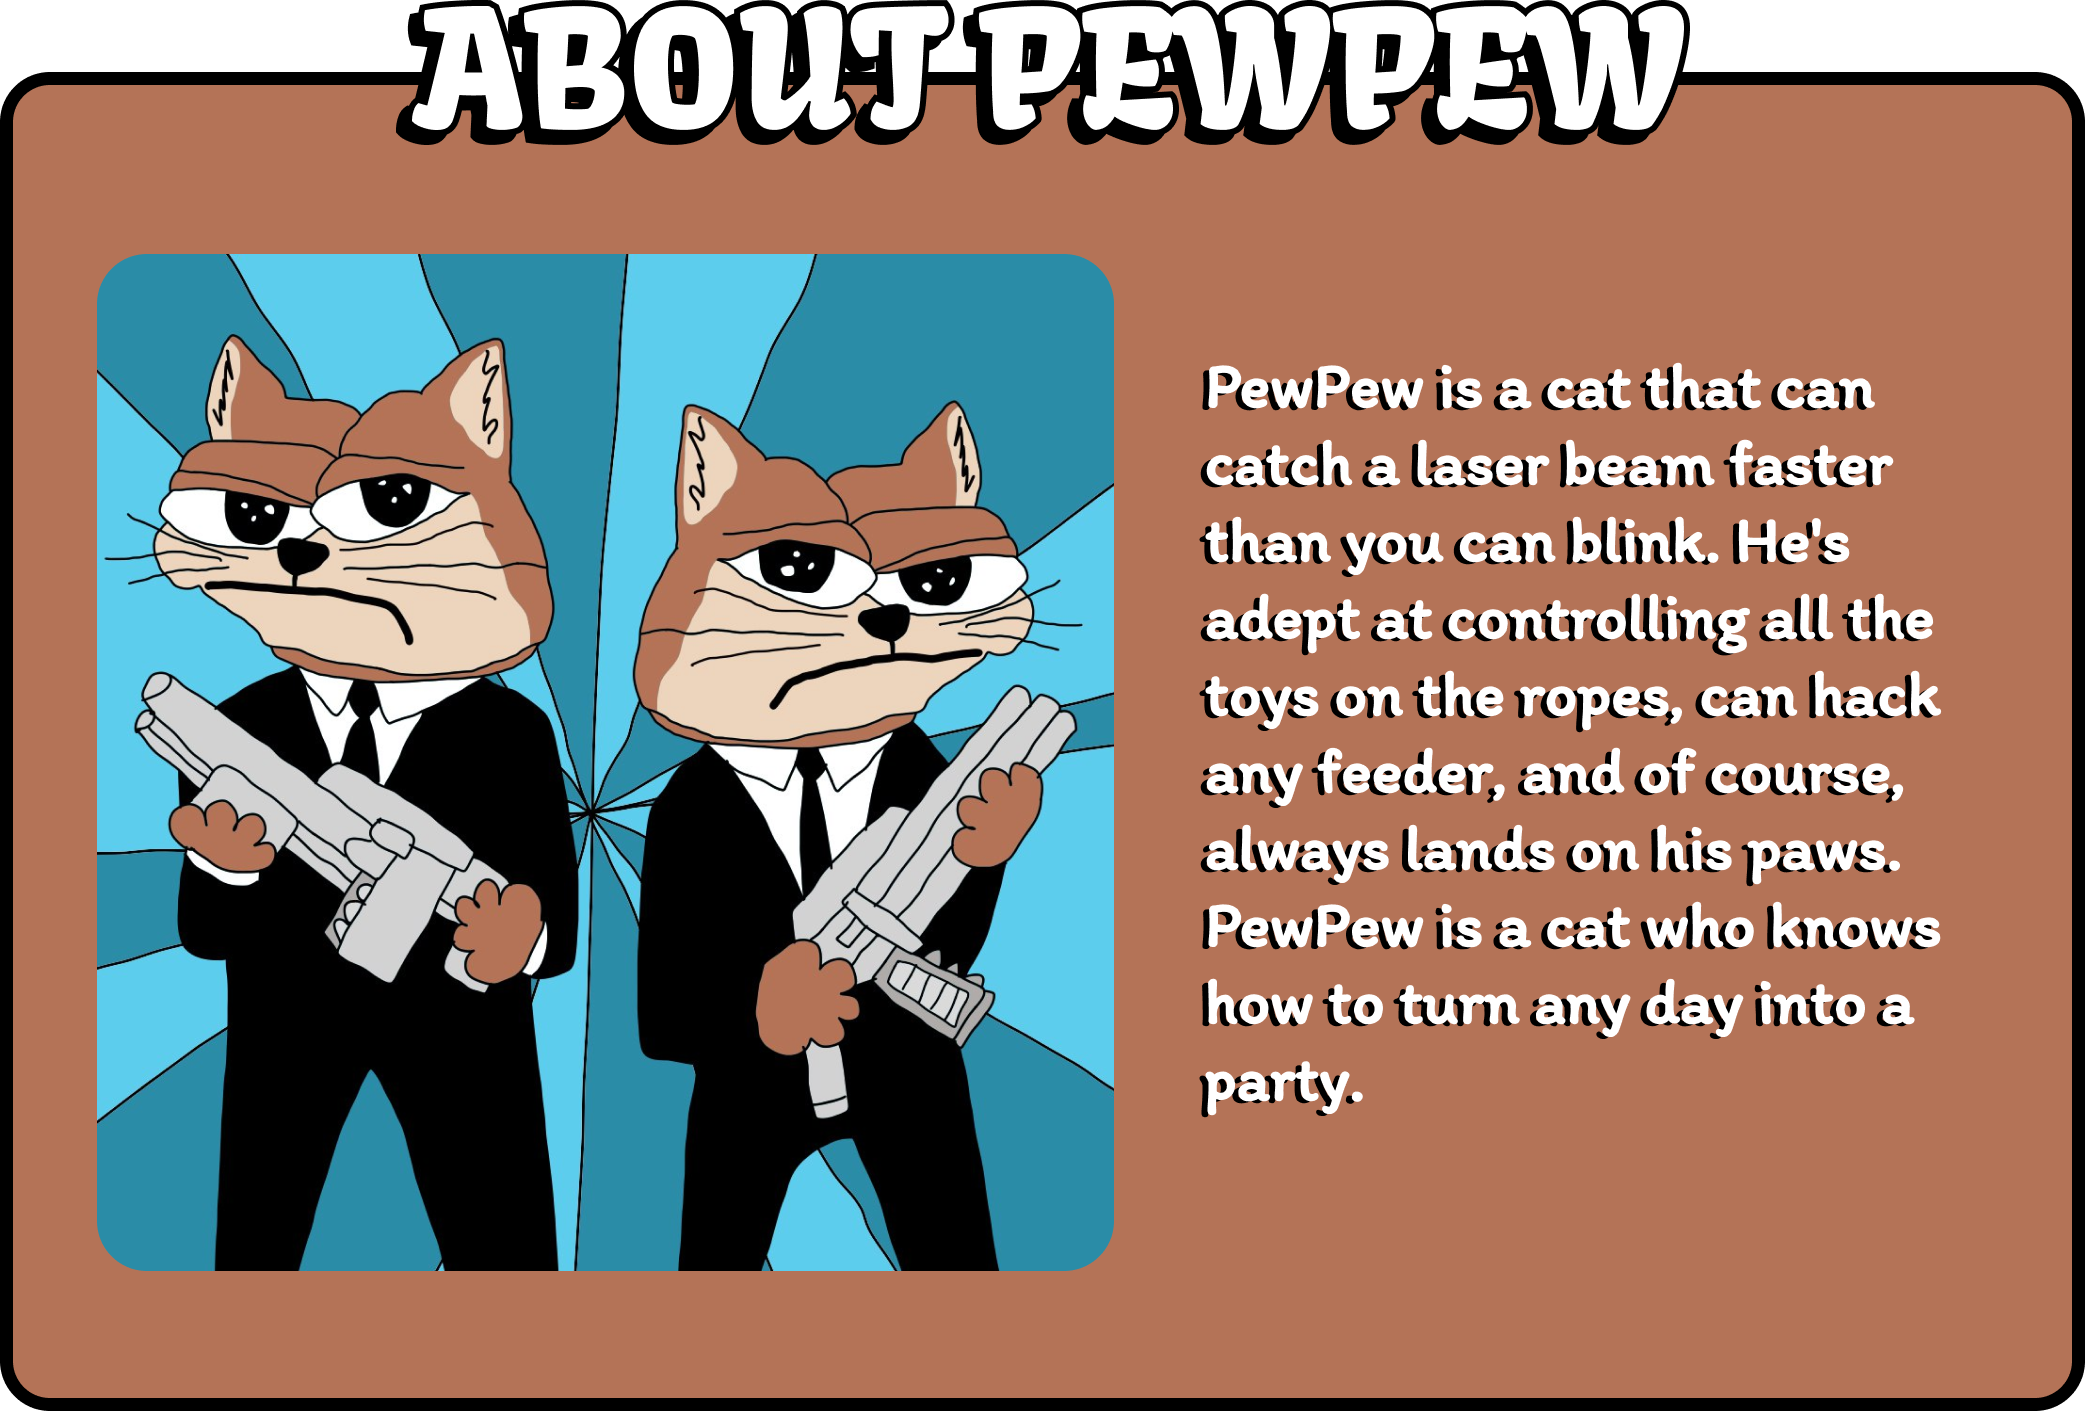 ABOUT PEWPEW
PewPew is a cat that can
catch a laser beam faster
than you can blink. He's
adept at controlling all the
toys on the ropes, can hack
any feeder, and of course,
always lands on his paws.
PewPew is a cat who knows
how to turn any day into a
party.